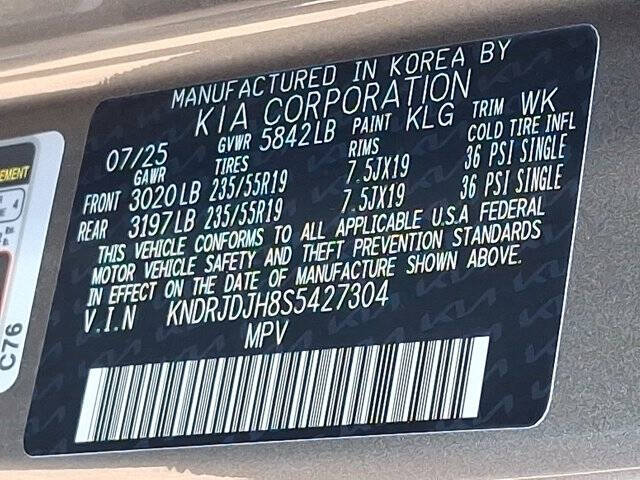 MANUFACTURED IN KOREA BY
KIA CORPORATION
07/25 GVWR 5842LB PAINT KLG TRIM WK
GAWR TIRES RIMS COLD TIRE INFL
FRONT 3020LB 235/55R19 7.5JX19 36 PSI SINGLE
REAR 3197LB 235/55R19 7.5JX19 36 PSI SINGLE
THIS VEHICLE CONFORMS TO ALL APPLICABLE U.S.A FEDERAL
MOTOR VEHICLE SAFETY AND THEFT PREVENTION STANDARDS
IN EFFECT ON THE DATE OF MANUFACTURE SHOWN ABOVE.
V.I.N KNDRJDJH8S5427304
MPV
C76